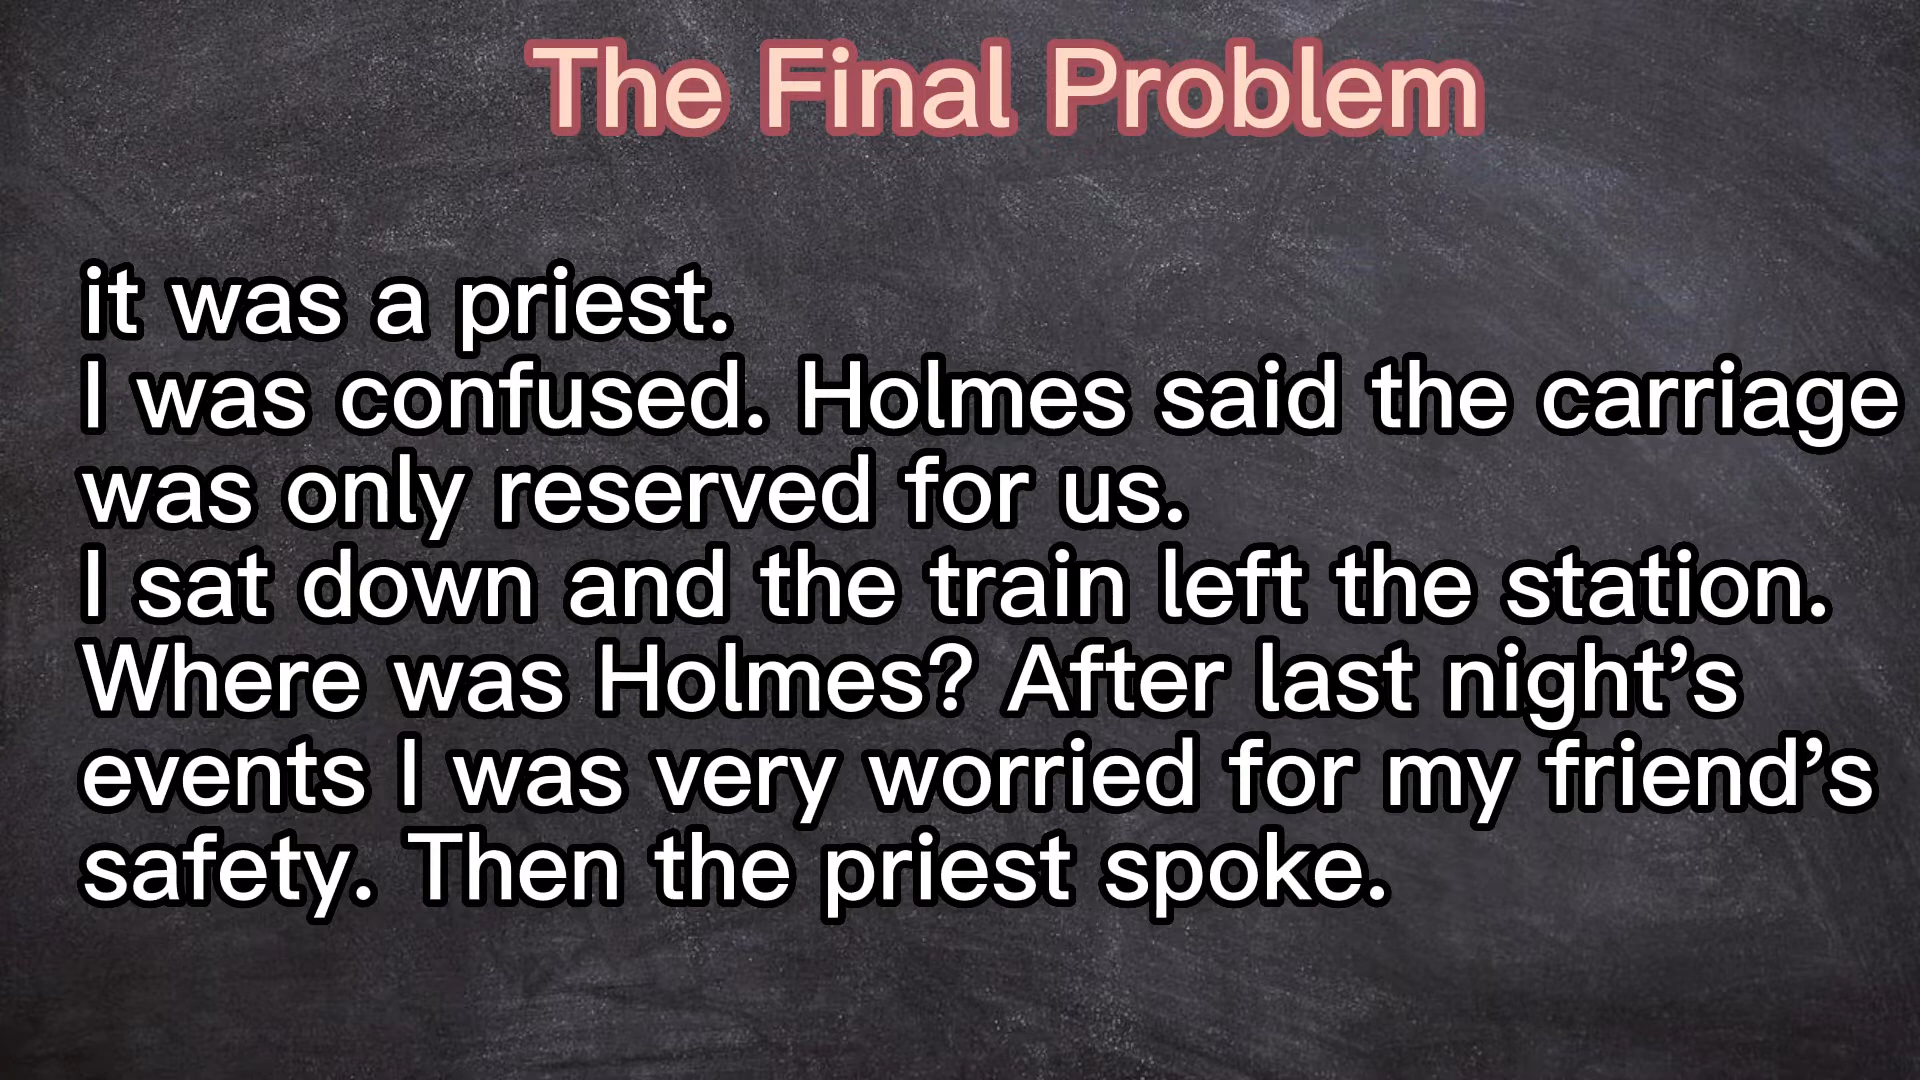 The Final Problem
it was a priest.
I was confused. Holmes said the carriage
was only reserved for us.
I sat down and the train left the station.
Where was Holmes? After last night’s
events I was very worried for my friend’s
safety. Then the priest spoke.